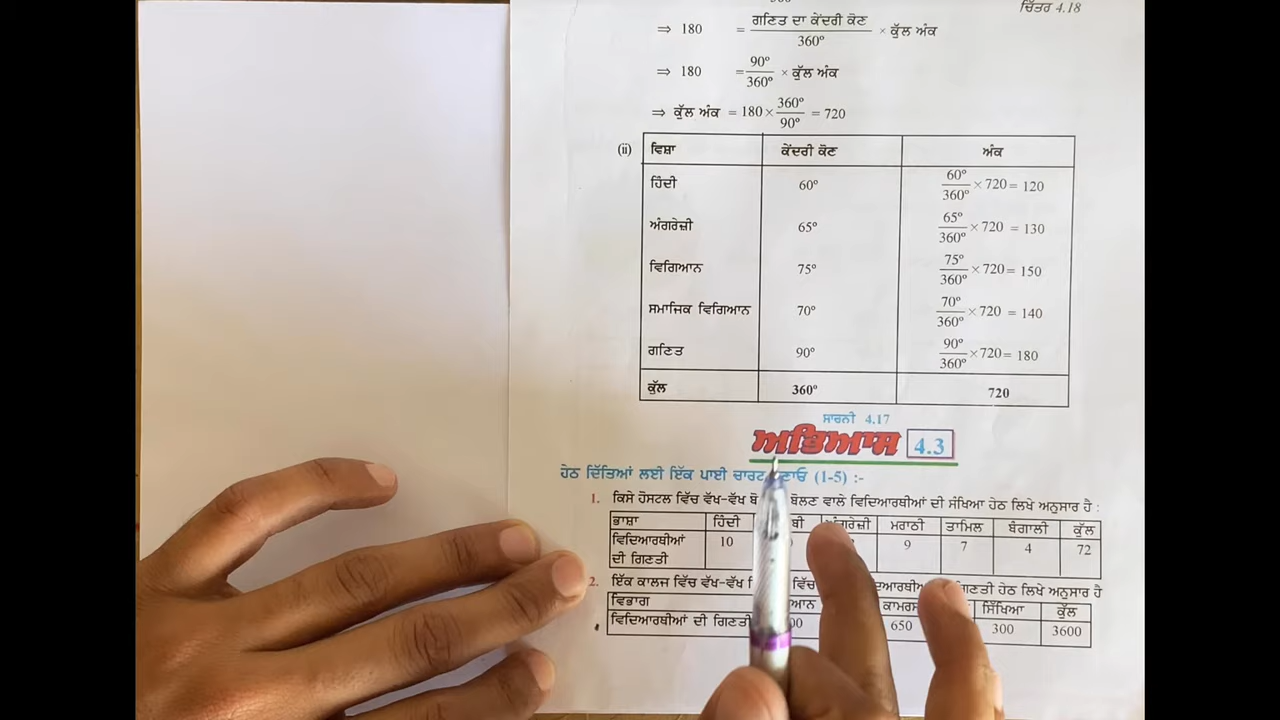 ਚਿੱਤਰ 4.18
⇒ 180 = ਗਣਿਤ ਦਾ ਕੇਂਦਰੀ ਕੋਣ / 360° × ਕੁੱਲ ਅੰਕ
⇒ 180 = 90° / 360° × ਕੁੱਲ ਅੰਕ
⇒ ਕੁੱਲ ਅੰਕ = 180 × 360° / 90° = 720
(ii) ਵਿਸ਼ਾ ਕੇਂਦਰੀ ਕੋਣ ਅੰਕ
ਹਿੰਦੀ 60° 60° / 360° × 720 = 120
ਅੰਗਰੇਜ਼ੀ 65° 65° / 360° × 720 = 130
ਵਿਗਿਆਨ 75° 75° / 360° × 720 = 150
ਸਮਾਜਿਕ ਵਿਗਿਆਨ 70° 70° / 360° × 720 = 140
ਗਣਿਤ 90° 90° / 360° × 720 = 180
ਕੁੱਲ 360° 720
ਸਾਰਨੀ 4.17
ਅਭਿਆਸ 4.3
ਹੇਠ ਦਿੱਤਿਆਂ ਲਈ ਇੱਕ ਪਾਈ ਚਾਰਟ (1-5) :-
1. ਕਿਸੇ ਹੋਸਟਲ ਵਿੱਚ ਵੱਖ-ਵੱਖ ਬੋਲਣ ਵਾਲੇ ਵਿਦਿਆਰਥੀਆਂ ਦੀ ਸੰਖਿਆ ਹੇਠ ਲਿਖੇ ਅਨੁਸਾਰ ਹੈ :
ਭਾਸ਼ਾ ਹਿੰਦੀ ਅੰਗਰੇਜ਼ੀ ਮਰਾਠੀ ਤਾਮਿਲ ਬੰਗਾਲੀ ਕੁੱਲ
ਵਿਦਿਆਰਥੀਆਂ 10 9 7 4 72
ਦੀ ਗਿਣਤੀ
2. ਇੱਕ ਕਾਲਜ ਵਿੱਚ ਵੱਖ-ਵੱਖ ਵਿੱਚ ਗਿਣਤੀ ਹੇਠ ਲਿਖੇ ਅਨੁਸਾਰ ਹੈ
ਵਿਭਾਗ ਕਾਮਰਸ ਸਿੱਖਿਆ ਕੁੱਲ
ਵਿਦਿਆਰਥੀਆਂ ਦੀ ਗਿਣਤੀ 650 300 3600